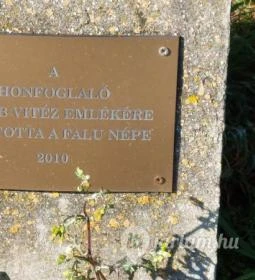 A
HONFOGLALÓ
VITÉZ EMLÉKÉRE
A FALU NÉPE
2010